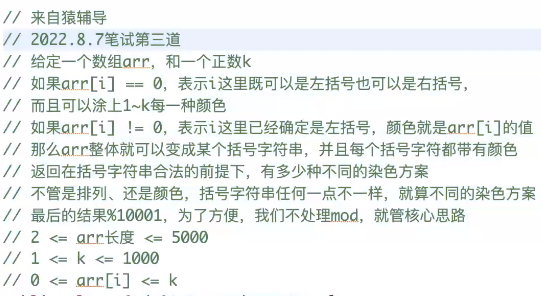 // 来自猿辅导
// 2022.8.7笔试第三道
// 给定一个数组arr，和一个正数k
// 如果arr[i] == 0，表示i这里既可以是左括号也可以是右括号，
// 而且可以涂上1~k每一种颜色
// 如果arr[i] != 0，表示i这里已经确定是左括号，颜色就是arr[i]的值
// 那么arr整体就可以变成某个括号字符串，并且每个括号字符都带有颜色
// 返回在括号字符串合法的前提下，有多少种不同的染色方案
// 不管是排列、还是颜色，括号字符串任何一点不一样，就算不同的染色方案
// 最后的结果%10001，为了方便，我们不处理mod，就管核心思路
// 2 <= arr长度 <= 5000
// 1 <= k <= 1000
// 0 <= arr[i] <= k